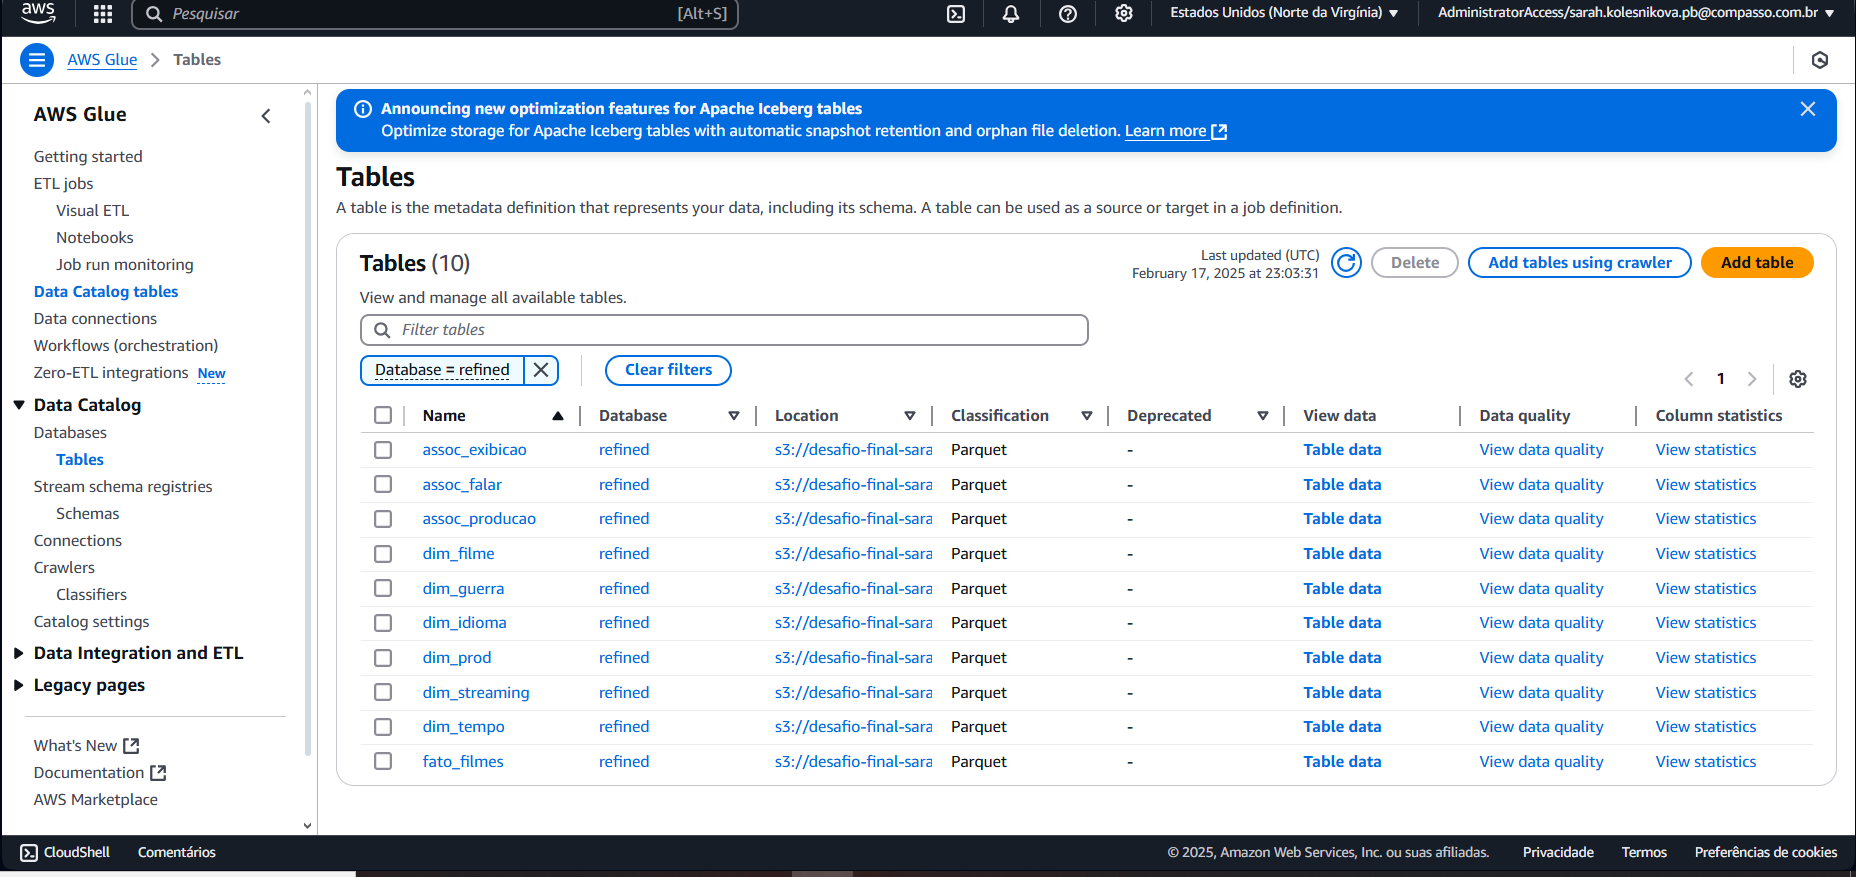 aws
Pesquisar
[Alt+S]
Estados Unidos (Norte da Virgínia)
AdministratorAccess/sarah.kolesnikova.pb@compasso.com.br
AWS Glue
Tables
AWS Glue
Getting started
ETL jobs
Visual ETL
Notebooks
Job run monitoring
Data Catalog tables
Data connections
Workflows (orchestration)
Zero-ETL integrations New
Data Catalog
Databases
Tables
Stream schema registries
Schemas
Connections
Crawlers
Classifiers
Catalog settings
Data Integration and ETL
Legacy pages
What's New
Documentation
AWS Marketplace
Announcing new optimization features for Apache Iceberg tables
Optimize storage for Apache Iceberg tables with automatic snapshot retention and orphan file deletion. Learn more
Tables
A table is the metadata definition that represents your data, including its schema. A table can be used as a source or target in a job definition.
Tables (10)
View and manage all available tables.
Last updated (UTC)
February 17, 2025 at 23:03:31
Delete
Add tables using crawler
Add table
Filter tables
Database = refined
Clear filters
1
Name Database Location Classification Deprecated View data Data quality Column statistics
assoc_exibicao refined s3://desafio-final-sara Parquet - Table data View data quality View statistics
assoc_falar refined s3://desafio-final-sara Parquet - Table data View data quality View statistics
assoc_producao refined s3://desafio-final-sara Parquet - Table data View data quality View statistics
dim_filme refined s3://desafio-final-sara Parquet - Table data View data quality View statistics
dim_guerra refined s3://desafio-final-sara Parquet - Table data View data quality View statistics
dim_idioma refined s3://desafio-final-sara Parquet - Table data View data quality View statistics
dim_prod refined s3://desafio-final-sara Parquet - Table data View data quality View statistics
dim_streaming refined s3://desafio-final-sara Parquet - Table data View data quality View statistics
dim_tempo refined s3://desafio-final-sara Parquet - Table data View data quality View statistics
fato_filmes refined s3://desafio-final-sara Parquet - Table data View data quality View statistics
CloudShell
Comentários
© 2025, Amazon Web Services, Inc. ou suas afiliadas.
Privacidade
Termos
Preferências de cookies